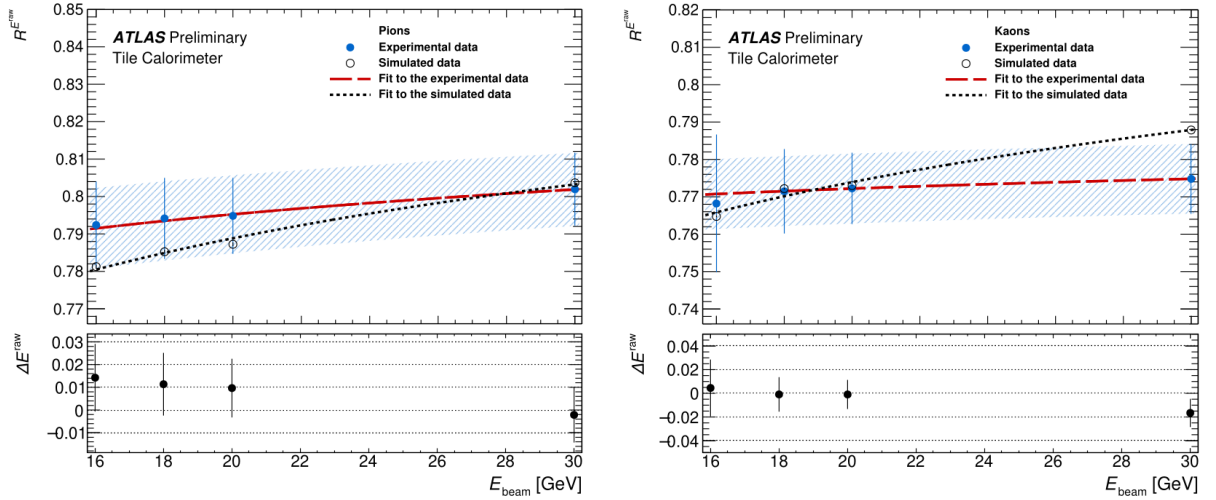 R^{E^{raw}}
ATLAS Preliminary
Tile Calorimeter
Pions
Experimental data
Simulated data
Fit to the experimental data
Fit to the simulated data
0.85
0.84
0.83
0.82
0.81
0.8
0.79
0.78
0.77
ΔE^{raw}
0.03
0.02
0.01
0
−0.01
16 18 20 22 24 26 28 30
E_{beam} [GeV]
R^{E^{raw}}
ATLAS Preliminary
Tile Calorimeter
Kaons
Experimental data
Simulated data
Fit to the experimental data
Fit to the simulated data
0.82
0.81
0.8
0.79
0.78
0.77
0.76
0.75
0.74
ΔE^{raw}
0.04
0.02
0
−0.02
−0.04
16 18 20 22 24 26 28 30
E_{beam} [GeV]